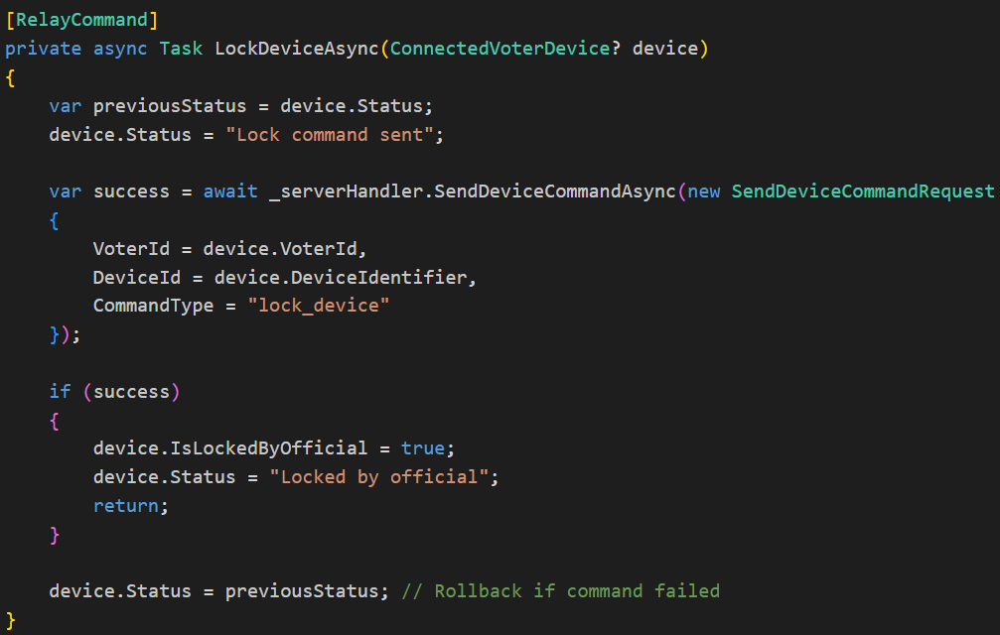 [RelayCommand]
private async Task LockDeviceAsync(ConnectedVoterDevice? device)
{
    var previousStatus = device.Status;
    device.Status = "Lock command sent";

    var success = await _serverHandler.SendDeviceCommandAsync(new SendDeviceCommandRequest
    {
        VoterId = device.VoterId,
        DeviceId = device.DeviceIdentifier,
        CommandType = "lock_device"
    });

    if (success)
    {
        device.IsLockedByOfficial = true;
        device.Status = "Locked by official";
        return;
    }

    device.Status = previousStatus; // Rollback if command failed
}